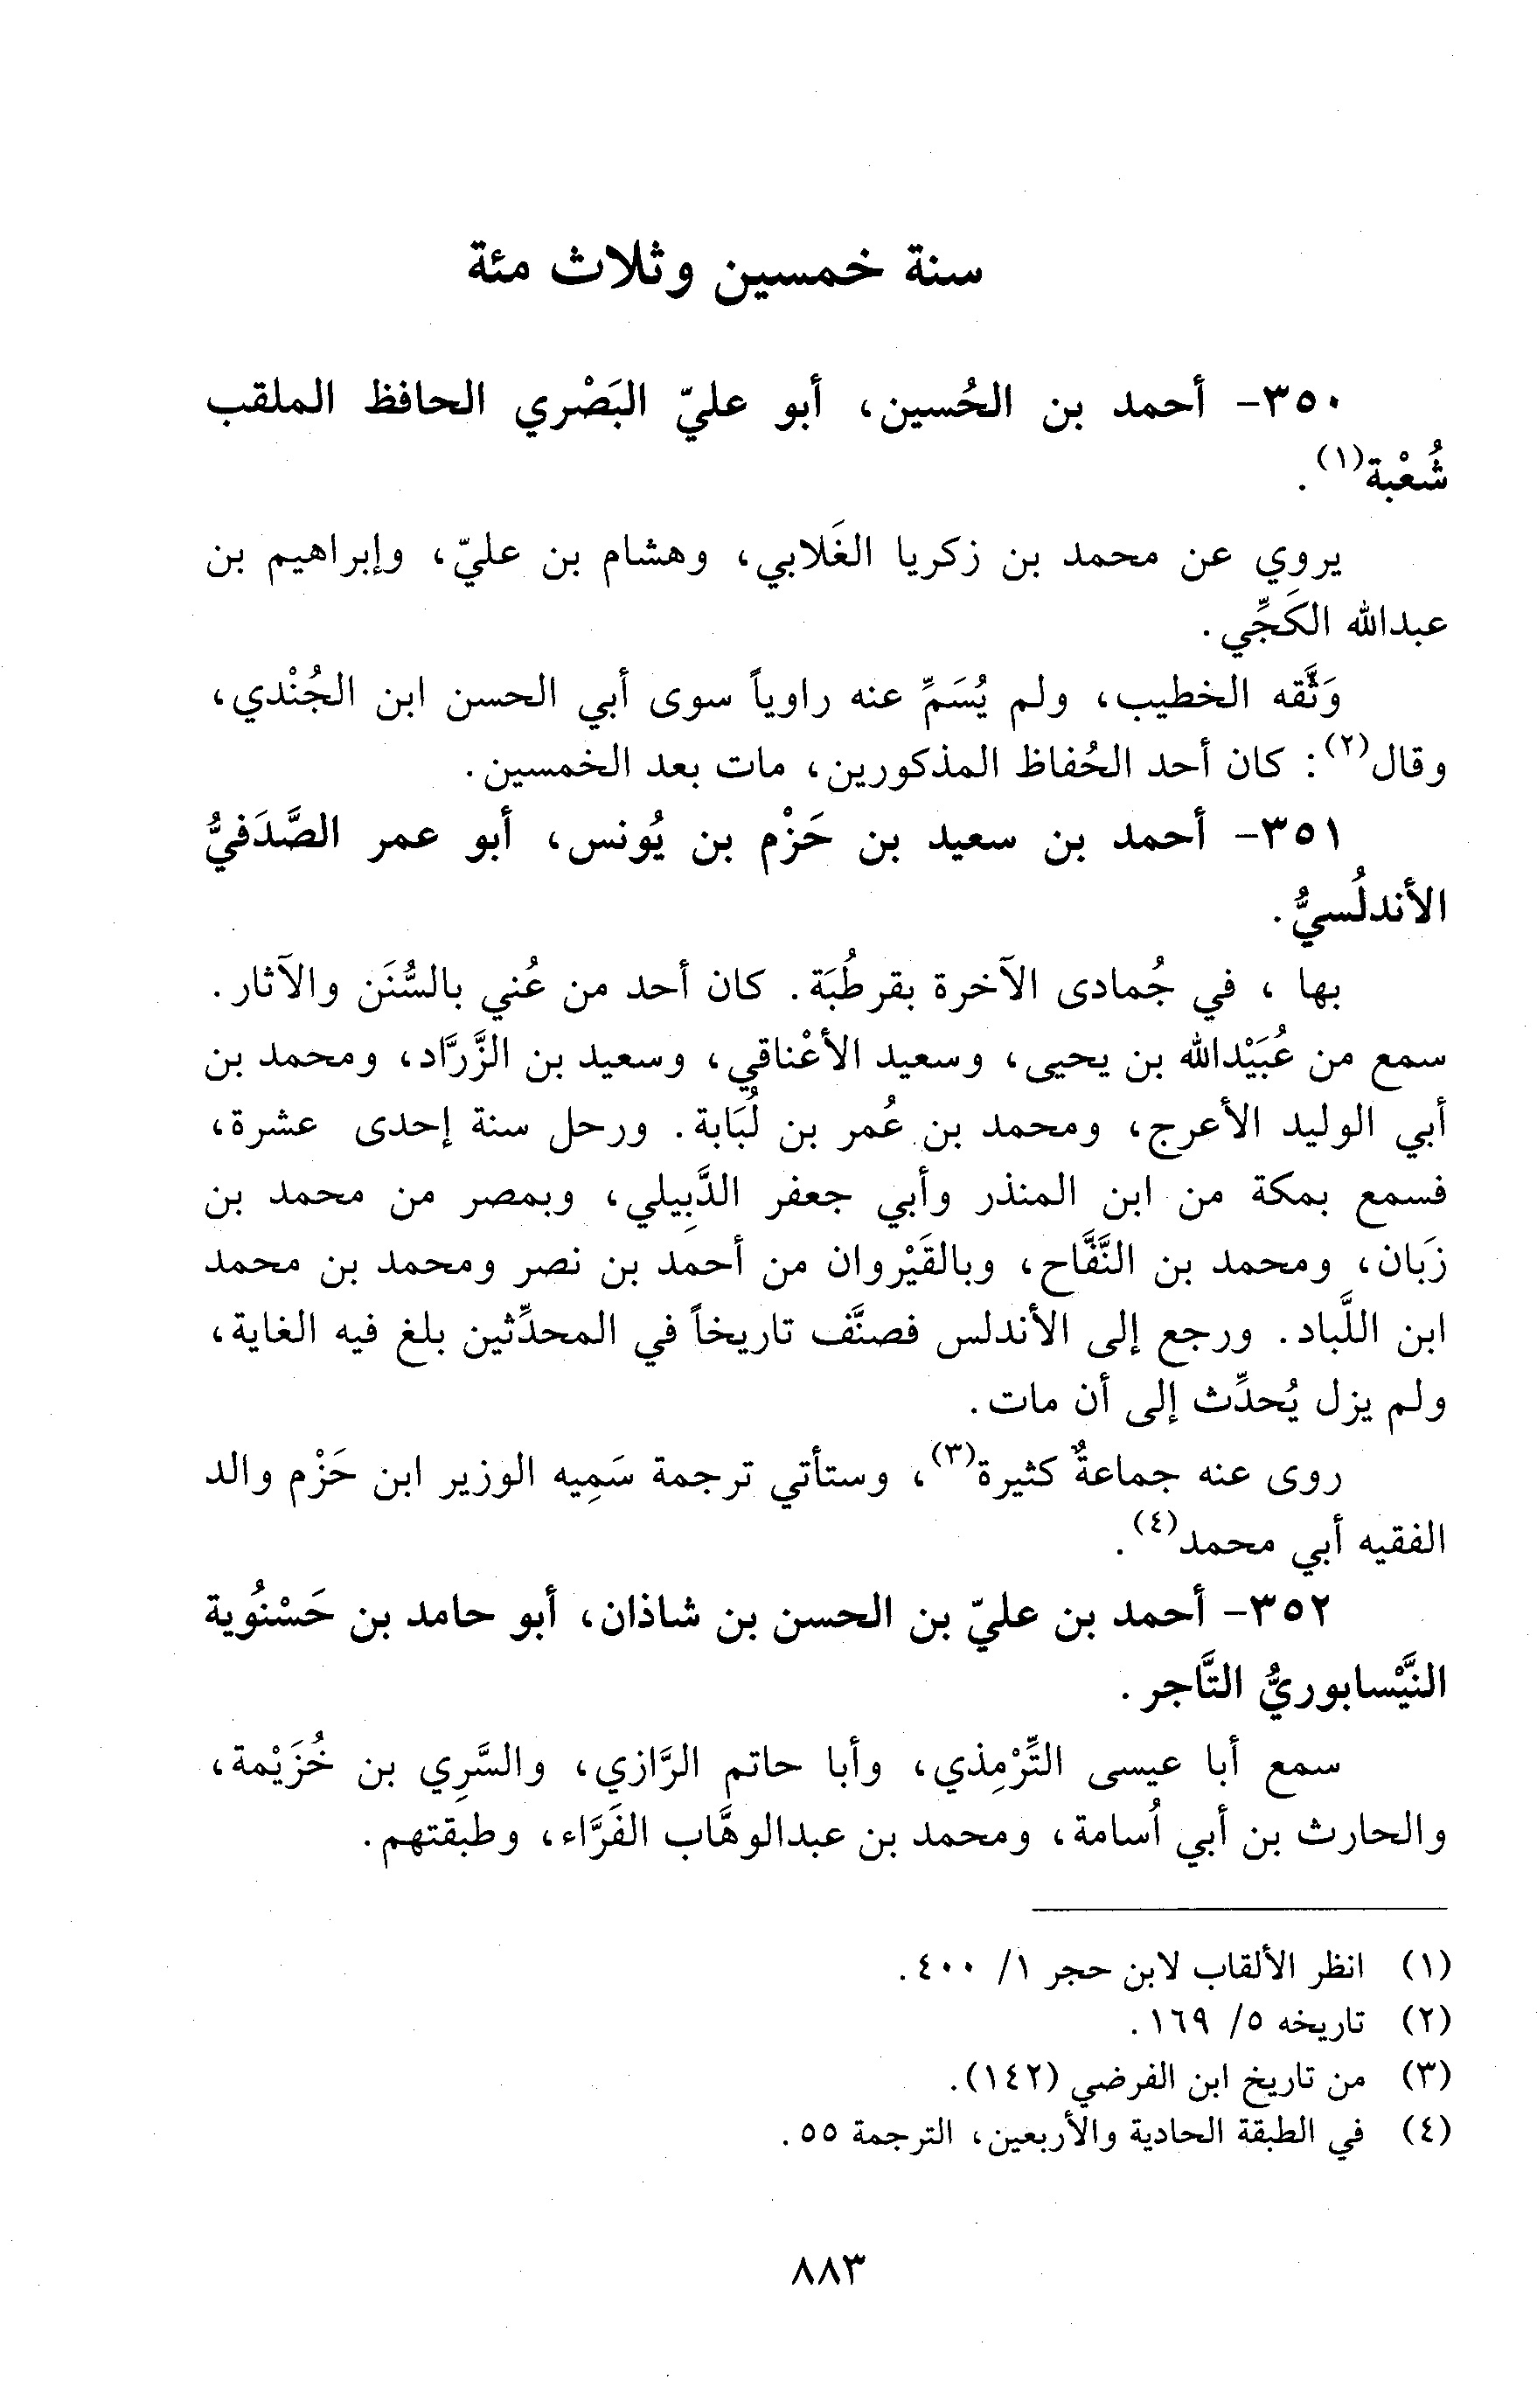 سنة خمسين وثلاث مئة
٣٥٠- أحمد بن الحُسين، أبو عليّ البَصْري الحافظ الملقب
شُعْبة(١).
يروي عن محمد بن زكريا الغَلابي، وهشام بن عليّ، وإبراهيم بن
عبدالله الكَجِّي.
وَثَّقه الخطيب، ولم يُسَمِّ عنه راوياً سوى أبي الحسن ابن الجُنْدي،
وقال(٢): كان أحد الحُفاظ المذكورين، مات بعد الخمسين.
٣٥١- أحمد بن سعيد بن حَزْم بن يُونس، أبو عمر الصَّدَفيُّ
الأندلُسيُّ.
بها ، في جُمادى الآخرة بقرطُبَة. كان أحد من عُني بالسُّنَن والآثار.
سمع من عُبَيْدالله بن يحيى، وسعيد الأعْناقي، وسعيد بن الزَّرَّاد، ومحمد بن
أبي الوليد الأعرج، ومحمد بن عُمر بن لُبَابة. ورحل سنة إحدى عشرة،
فسمع بمكة من ابن المنذر وأبي جعفر الدَّبِيلي، وبمصر من محمد بن
زَبان، ومحمد بن النَّفَّاح، وبالقَيْروان من أحمد بن نصر ومحمد بن محمد
ابن اللَّباد. ورجع إلى الأندلس فصنَّف تاريخاً في المحدِّثين بلغ فيه الغاية،
ولم يزل يُحدِّث إلى أن مات.
روى عنه جماعةٌ كثيرة(٣)، وستأتي ترجمة سَمِيه الوزير ابن حَزْم والد
الفقيه أبي محمد(٤).
٣٥٢- أحمد بن عليّ بن الحسن بن شاذان، أبو حامد بن حَسْنُوية
النَّيْسابوريُّ التَّاجر.
سمع أبا عيسى التِّرْمِذي، وأبا حاتم الرَّازي، والسَّرِي بن خُزَيْمة،
والحارث بن أبي أُسامة، ومحمد بن عبدالوهَّاب الفَرَّاء، وطبقتهم.
(١) انظر الألقاب لابن حجر ١/ ٤٠٠.
(٢) تاريخه ٥/ ١٦٩.
(٣) من تاريخ ابن الفرضي (١٤٢).
(٤) في الطبقة الحادية والأربعين، الترجمة ٥٥.
٨٨٣